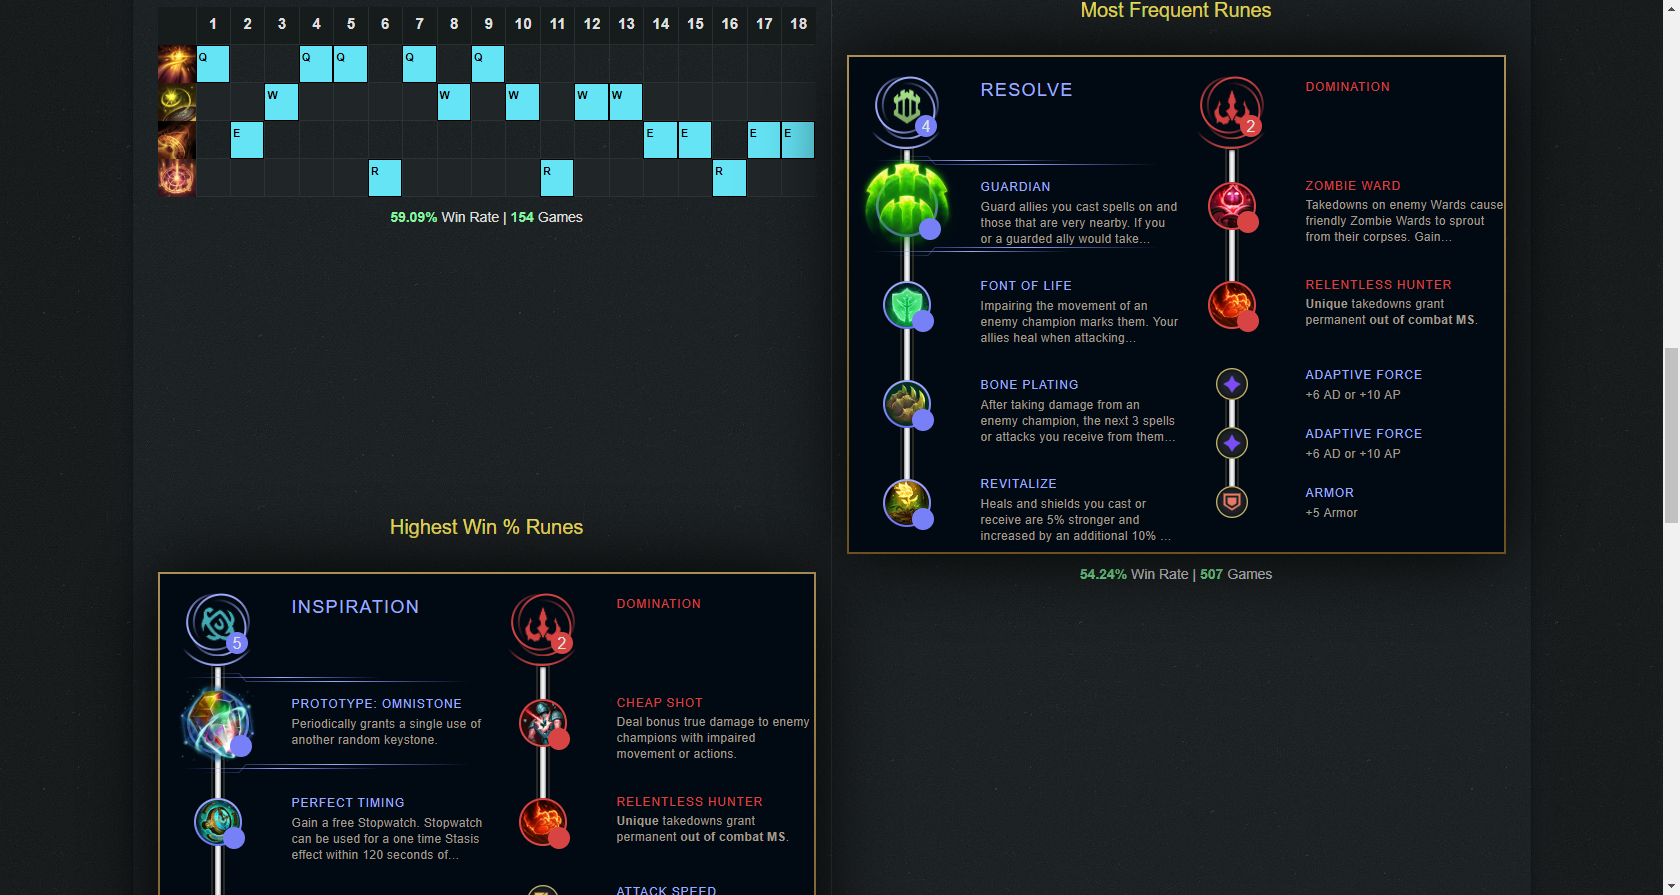 1 2 3 4 5 6 7 8 9 10 11 12 13 14 15 16 17 18
Q Q Q Q Q
W W W W W
E E E E E
R R R
59.09% Win Rate | 154 Games
Highest Win % Runes
5
INSPIRATION
PROTOTYPE: OMNISTONE
Periodically grants a single use of
another random keystone.
PERFECT TIMING
Gain a free Stopwatch. Stopwatch
can be used for a one time Stasis
effect within 120 seconds of...
2
DOMINATION
CHEAP SHOT
Deal bonus true damage to enemy
champions with impaired
movement or actions.
RELENTLESS HUNTER
Unique takedowns grant
permanent out of combat MS.
ATTACK SPEED
Most Frequent Runes
4
RESOLVE
GUARDIAN
Guard allies you cast spells on and
those that are very nearby. If you
or a guarded ally would take...
FONT OF LIFE
Impairing the movement of an
enemy champion marks them. Your
allies heal when attacking...
BONE PLATING
After taking damage from an
enemy champion, the next 3 spells
or attacks you receive from them...
REVITALIZE
Heals and shields you cast or
receive are 5% stronger and
increased by an additional 10% ...
2
DOMINATION
ZOMBIE WARD
Takedowns on enemy Wards cause
friendly Zombie Wards to sprout
from their corpses. Gain...
RELENTLESS HUNTER
Unique takedowns grant
permanent out of combat MS.
ADAPTIVE FORCE
+6 AD or +10 AP
ADAPTIVE FORCE
+6 AD or +10 AP
ARMOR
+5 Armor
54.24% Win Rate | 507 Games